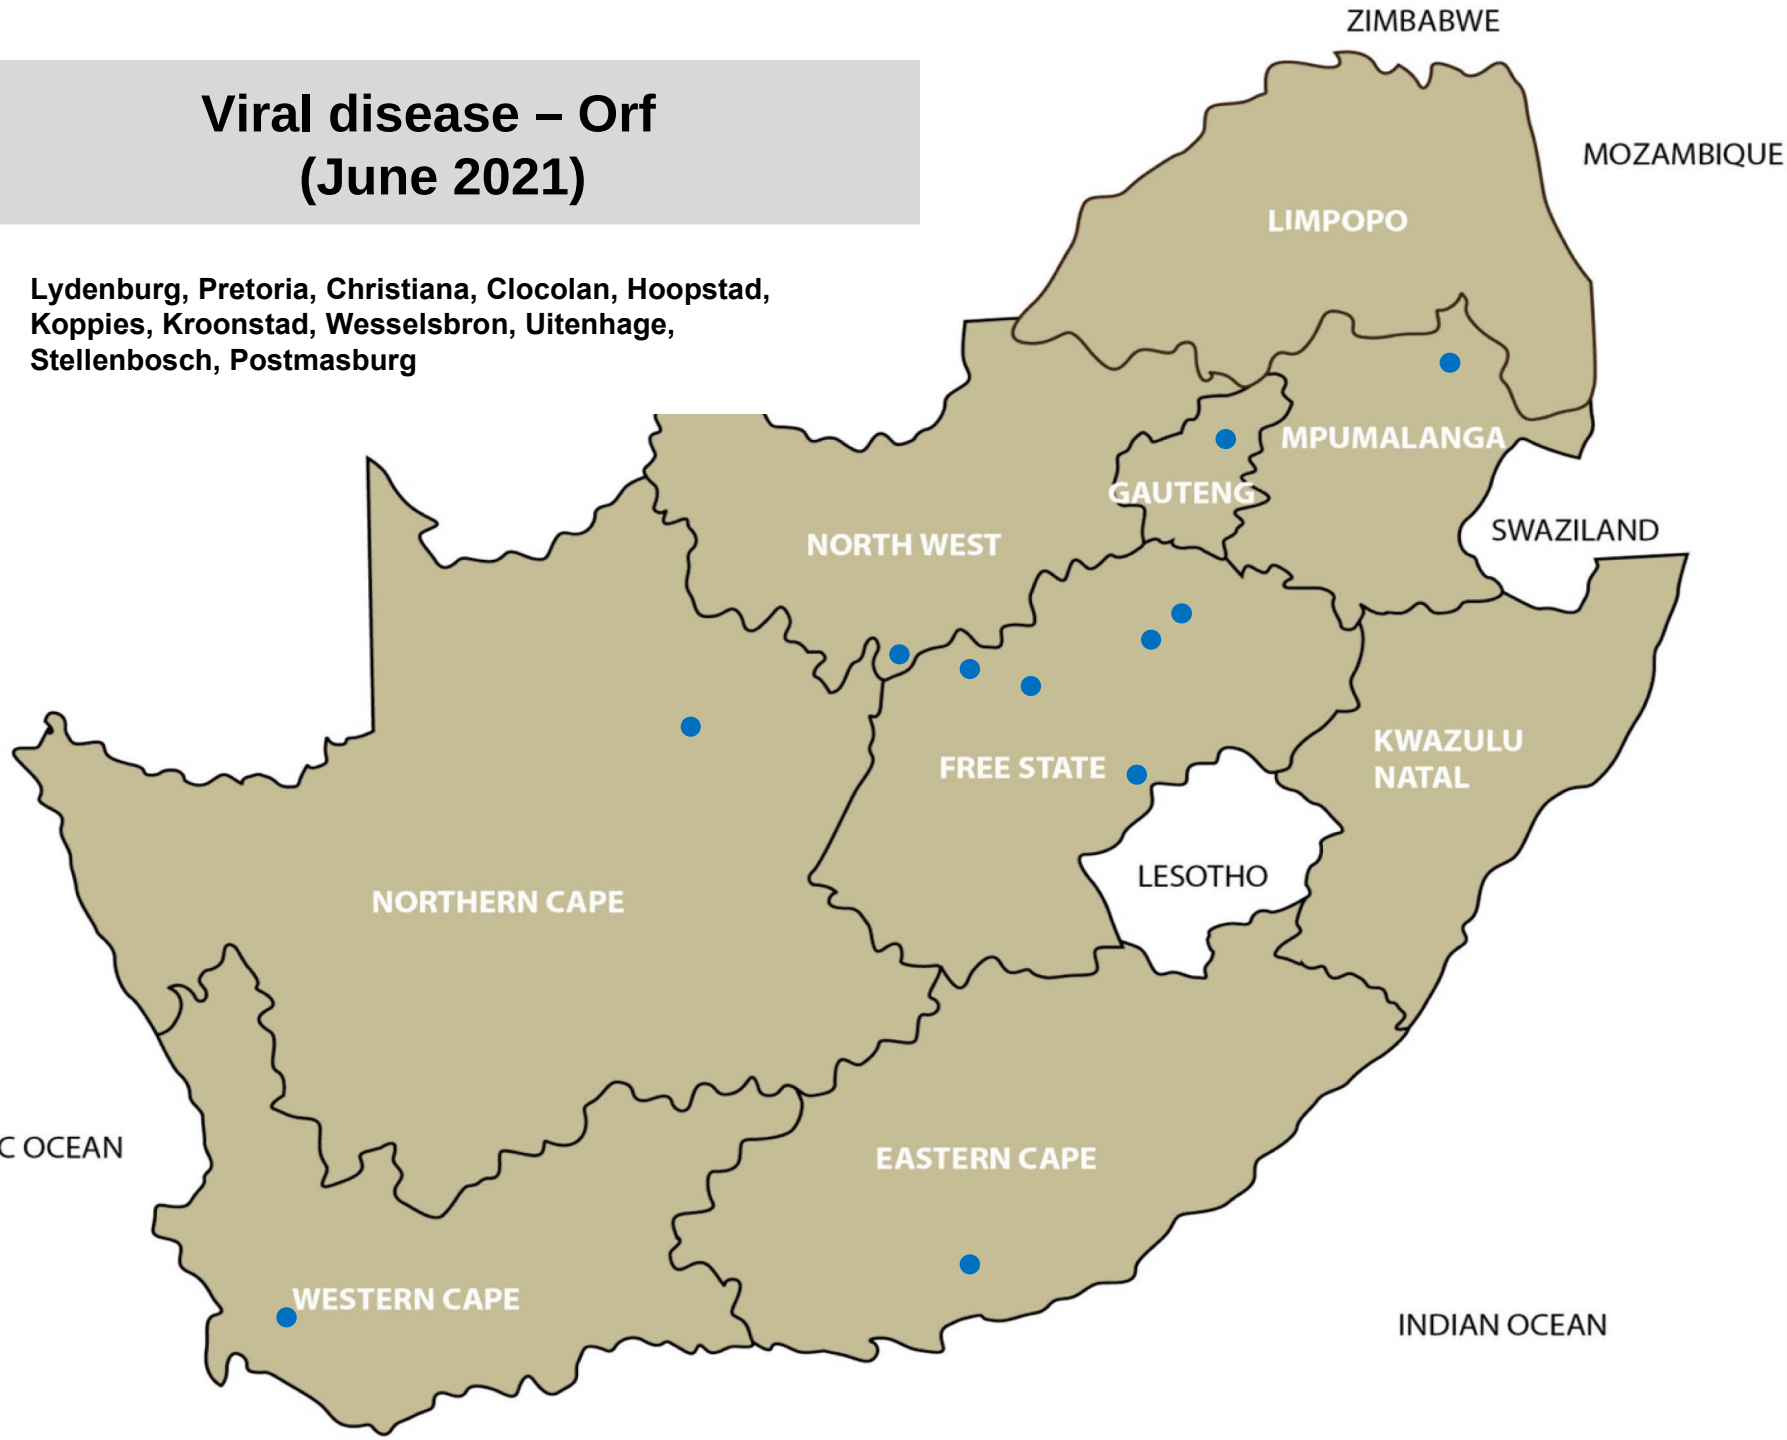 ZIMBABWE
Viral disease – Orf
(June 2021)
MOZAMBIQUE
LIMPOPO
Lydenburg, Pretoria, Christiana, Clocolan, Hoopstad,
Koppies, Kroonstad, Wesselsbron, Uitenhage,
Stellenbosch, Postmasburg
MPUMALANGA
GAUTENG
NORTH WEST
SWAZILAND
KWAZULU
NATAL
FREE STATE
LESOTHO
NORTHERN CAPE
C OCEAN
EASTERN CAPE
WESTERN CAPE
INDIAN OCEAN